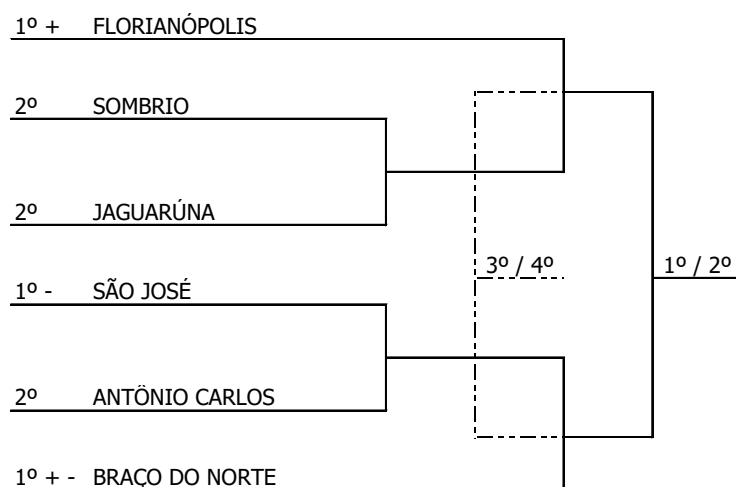 1º + FLORIANÓPOLIS
2º SOMBRIO
2º JAGUARÚNA
3º / 4º
1º / 2º
1º - SÃO JOSÉ
2º ANTÔNIO CARLOS
1º + - BRAÇO DO NORTE